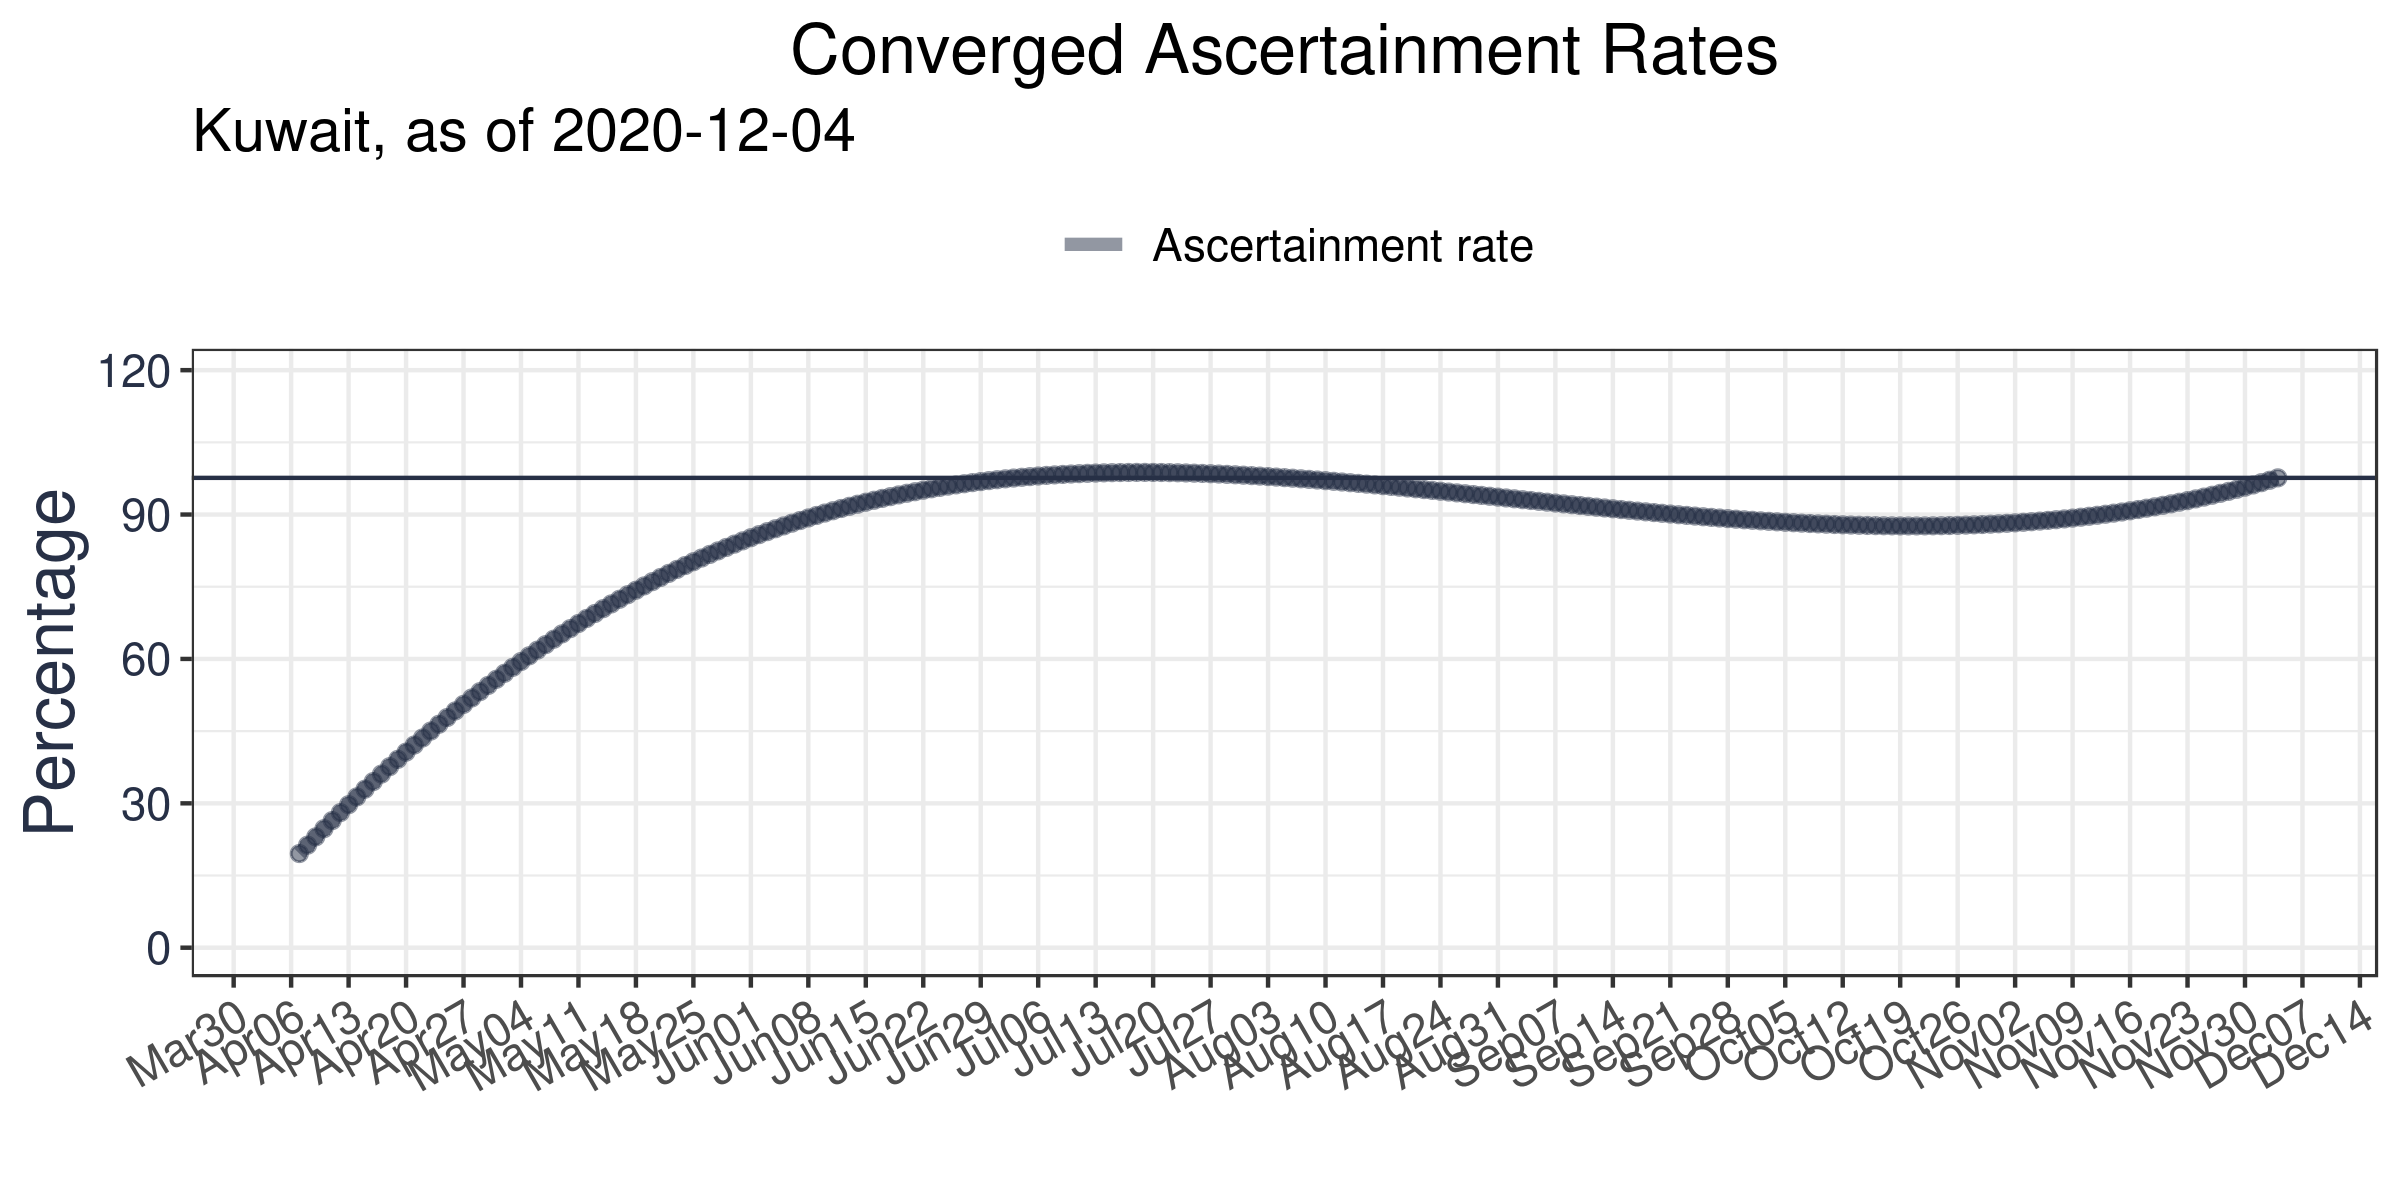 Converged Ascertainment Rates
Kuwait, as of 2020-12-04
Ascertainment rate
Percentage
120
90
60
30
0
Mar30
Apr06
Apr13
Apr20
Apr27
May04
May11
May18
May25
Jun01
Jun08
Jun15
Jun22
Jun29
Jul06
Jul13
Jul20
Jul27
Aug03
Aug10
Aug17
Aug24
Aug31
Sep07
Sep14
Sep21
Sep28
Oct05
Oct12
Oct19
Oct26
Nov02
Nov09
Nov16
Nov23
Nov30
Dec07
Dec14